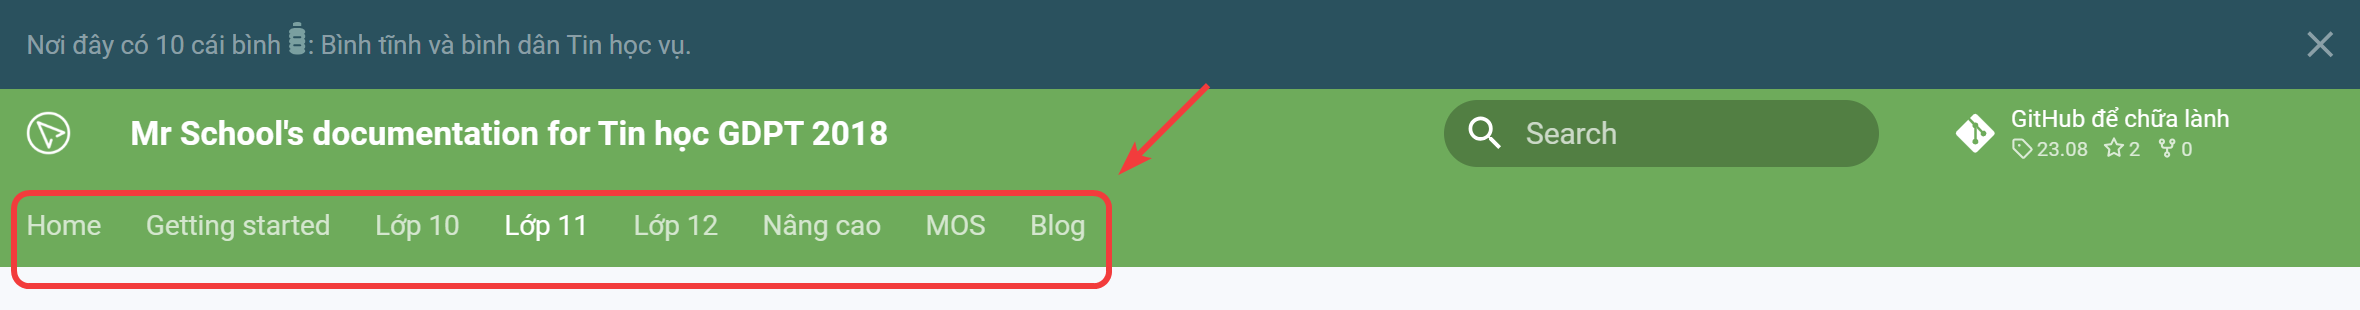 Nơi đây có 10 cái bình : Bình tĩnh và bình dân Tin học vụ.
Mr School's documentation for Tin học GDPT 2018
Search
GitHub để chữa lành
23.08 2 0
Home Getting started Lớp 10 Lớp 11 Lớp 12 Nâng cao MOS Blog